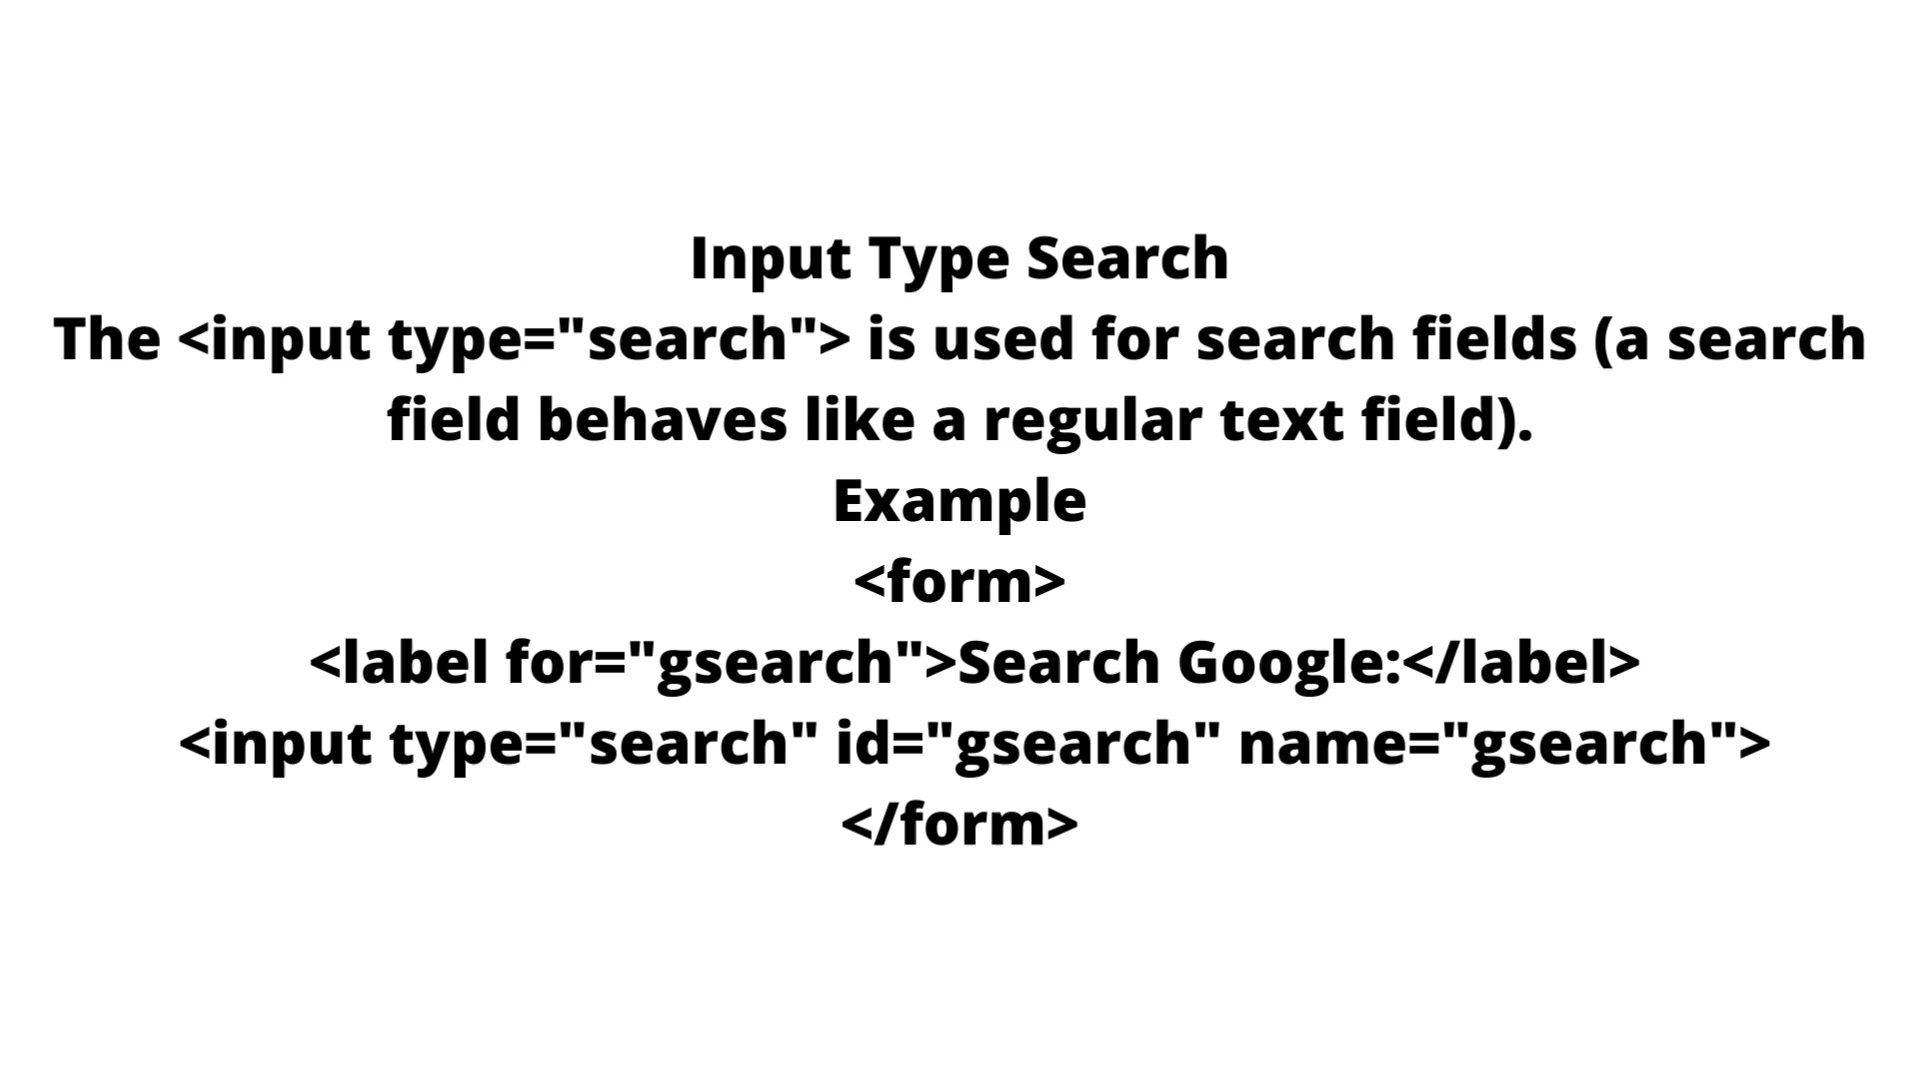 Input Type Search
The <input type="search"> is used for search fields (a search
field behaves like a regular text field).
Example
<form>
<label for="gsearch">Search Google:</label>
<input type="search" id="gsearch" name="gsearch">
</form>